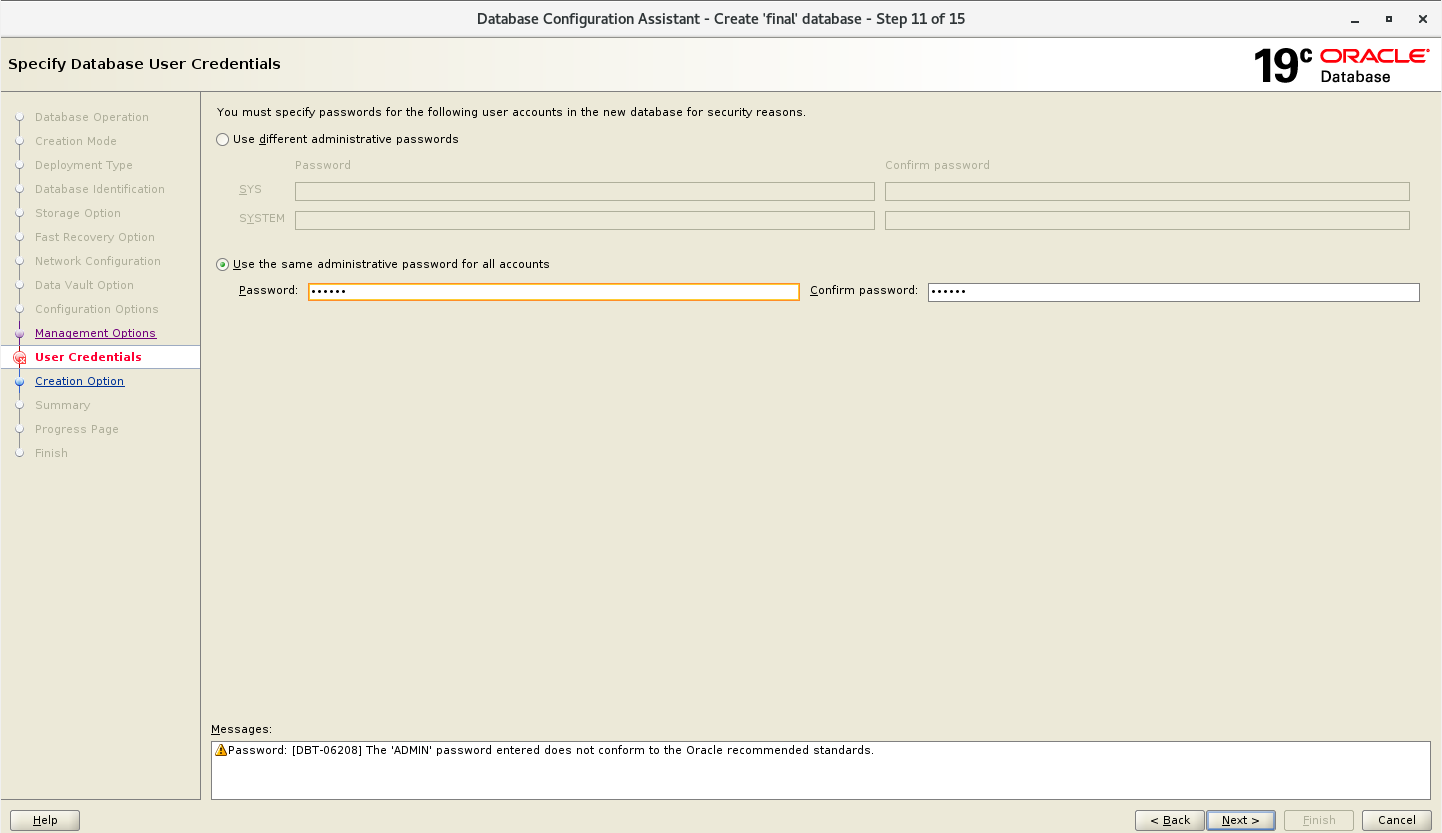 Database Configuration Assistant - Create 'final' database - Step 11 of 15
Specify Database User Credentials
19c ORACLE
Database
Database Operation
Creation Mode
Deployment Type
Database Identification
Storage Option
Fast Recovery Option
Network Configuration
Data Vault Option
Configuration Options
Management Options
User Credentials
Creation Option
Summary
Progress Page
Finish
You must specify passwords for the following user accounts in the new database for security reasons.
Use different administrative passwords
Password Confirm password
SYS
SYSTEM
Use the same administrative password for all accounts
Password: •••••• Confirm password: ••••••
Messages:
Password: [DBT-06208] The 'ADMIN' password entered does not conform to the Oracle recommended standards.
Help < Back Next > Finish Cancel